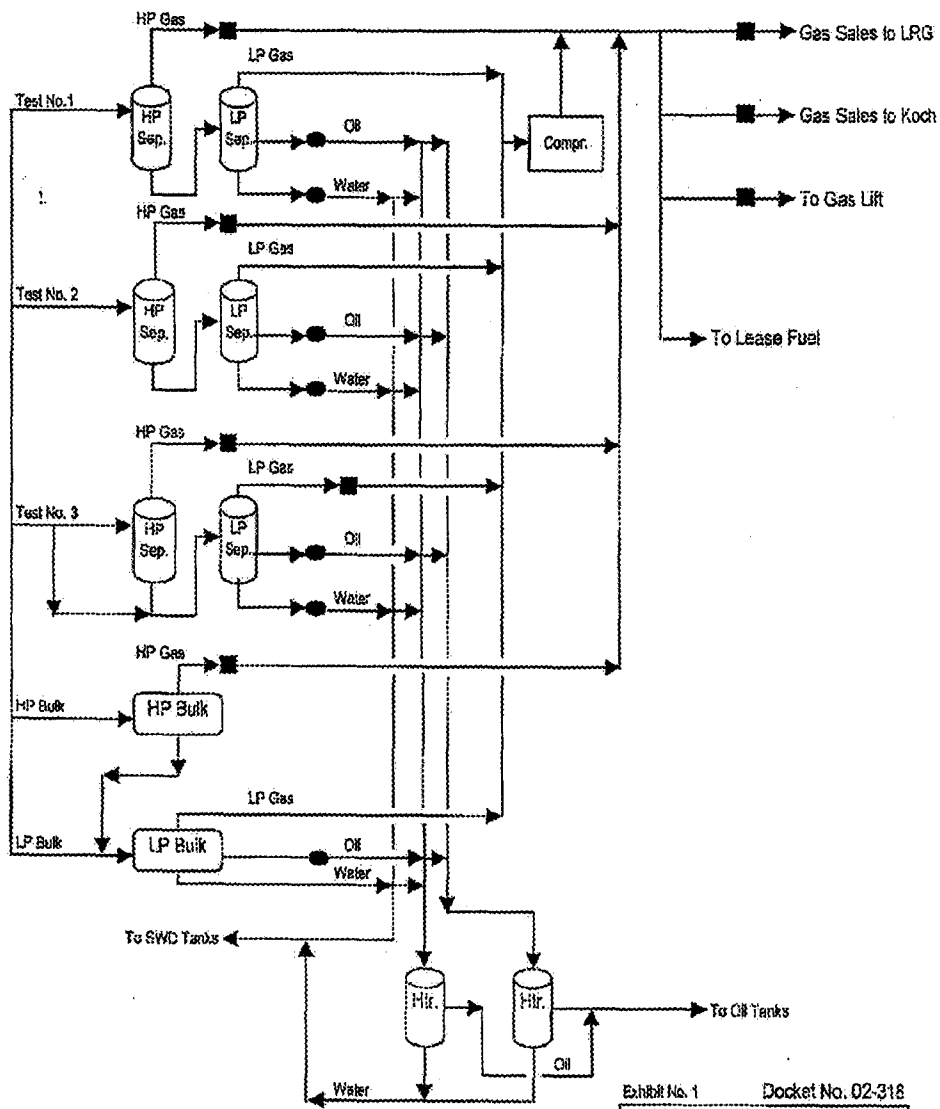 HP Gas
Gas Sales to LRG
LP Gas
Test No.1
HP
Sep.
LP
Sep.
Oil
Compr.
Gas Sales to Koch
Water
To Gas Lift
HP Gas
LP Gas
Test No. 2
HP
Sep.
LP
Sep.
Oil
To Lease Fuel
Water
HP Gas
LP Gas
Test No. 3
HP
Sep.
LP
Sep.
Oil
Water
HP Gas
HP Bulk
HP Bulk
LP Gas
LP Bulk
LP Bulk
Oil
Water
To SWD Tanks
Htr.
Htr.
To Oil Tanks
Oil
Water
Exhibit No. 1
Docket No. 02-318